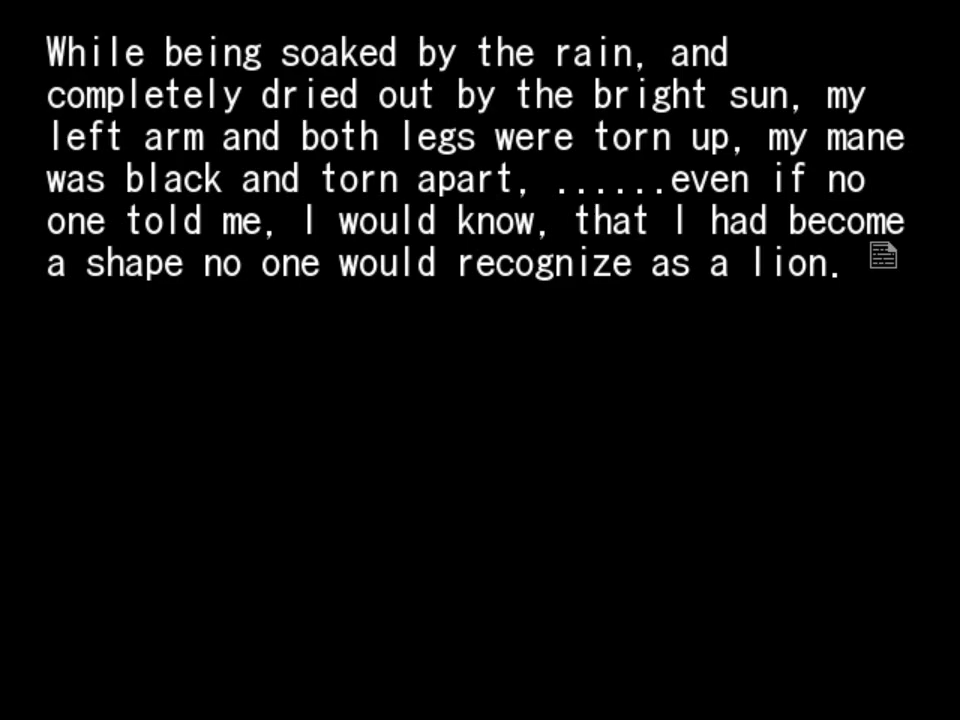 While being soaked by the rain, and
completely dried out by the bright sun, my
left arm and both legs were torn up, my mane
was black and torn apart, ......even if no
one told me, I would know, that I had become
a shape no one would recognize as a lion.